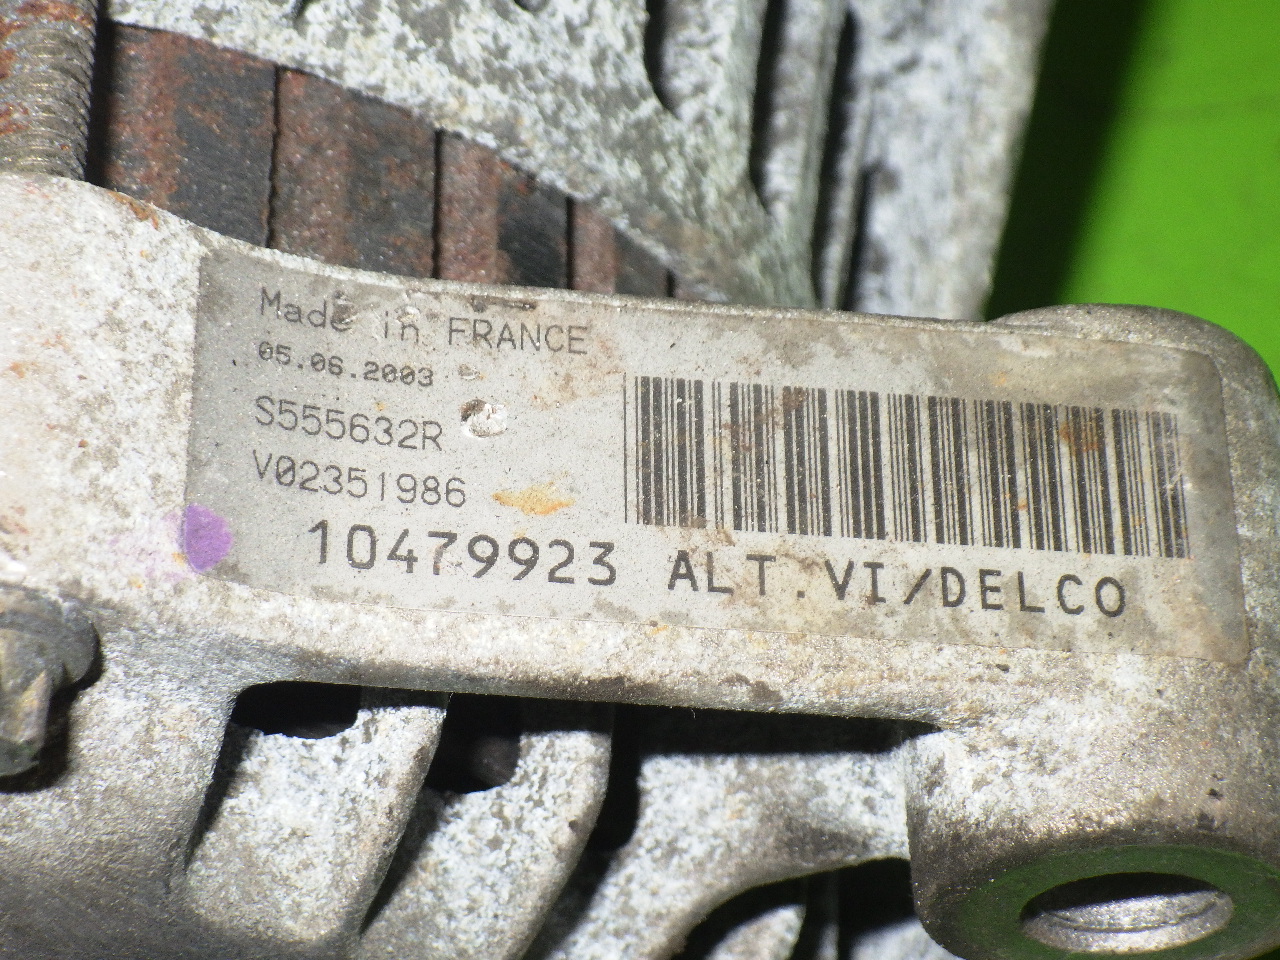 Made in FRANCE
05.06.2003
S555632R
V02351986
10479923 ALT.VI/DELCO